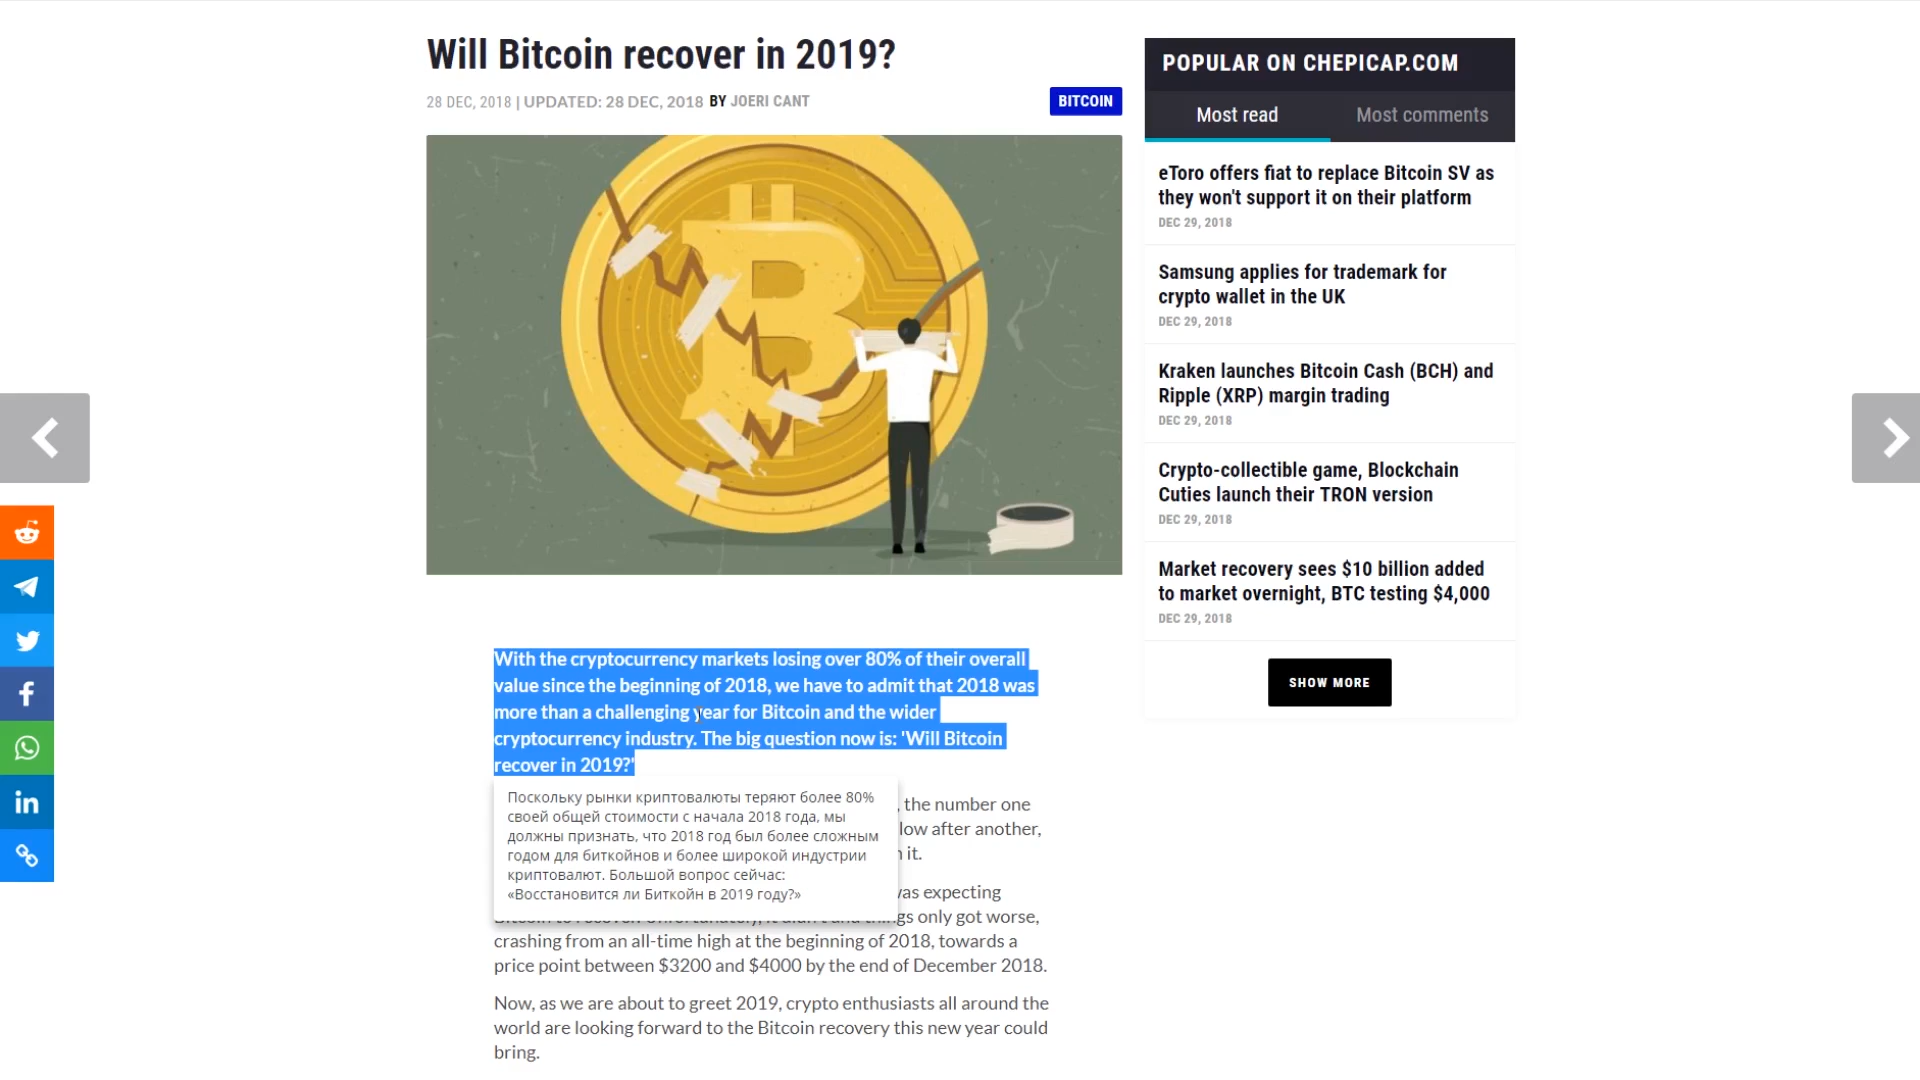 Will Bitcoin recover in 2019?
28 DEC, 2018 | UPDATED: 28 DEC, 2018 BY JOERI CANT
BITCOIN
With the cryptocurrency markets losing over 80% of their overall
value since the beginning of 2018, we have to admit that 2018 was
more than a challenging year for Bitcoin and the wider
cryptocurrency industry. The big question now is: 'Will Bitcoin
recover in 2019?'
Поскольку рынки криптовалюты теряют более 80%
своей общей стоимости с начала 2018 года, мы
должны признать, что 2018 год был более сложным
годом для биткойнов и более широкой индустрии
криптовалют. Большой вопрос сейчас:
«Восстановится ли Биткойн в 2019 году?»
, the number one
low after another,
it.
was expecting
only got worse,
crashing from an all-time high at the beginning of 2018, towards a
price point between $3200 and $4000 by the end of December 2018.
Now, as we are about to greet 2019, crypto enthusiasts all around the
world are looking forward to the Bitcoin recovery this new year could
bring.
POPULAR ON CHEPICAP.COM
Most read Most comments
eToro offers fiat to replace Bitcoin SV as
they won't support it on their platform
DEC 29, 2018
Samsung applies for trademark for
crypto wallet in the UK
DEC 29, 2018
Kraken launches Bitcoin Cash (BCH) and
Ripple (XRP) margin trading
DEC 29, 2018
Crypto-collectible game, Blockchain
Cuties launch their TRON version
DEC 29, 2018
Market recovery sees $10 billion added
to market overnight, BTC testing $4,000
DEC 29, 2018
SHOW MORE